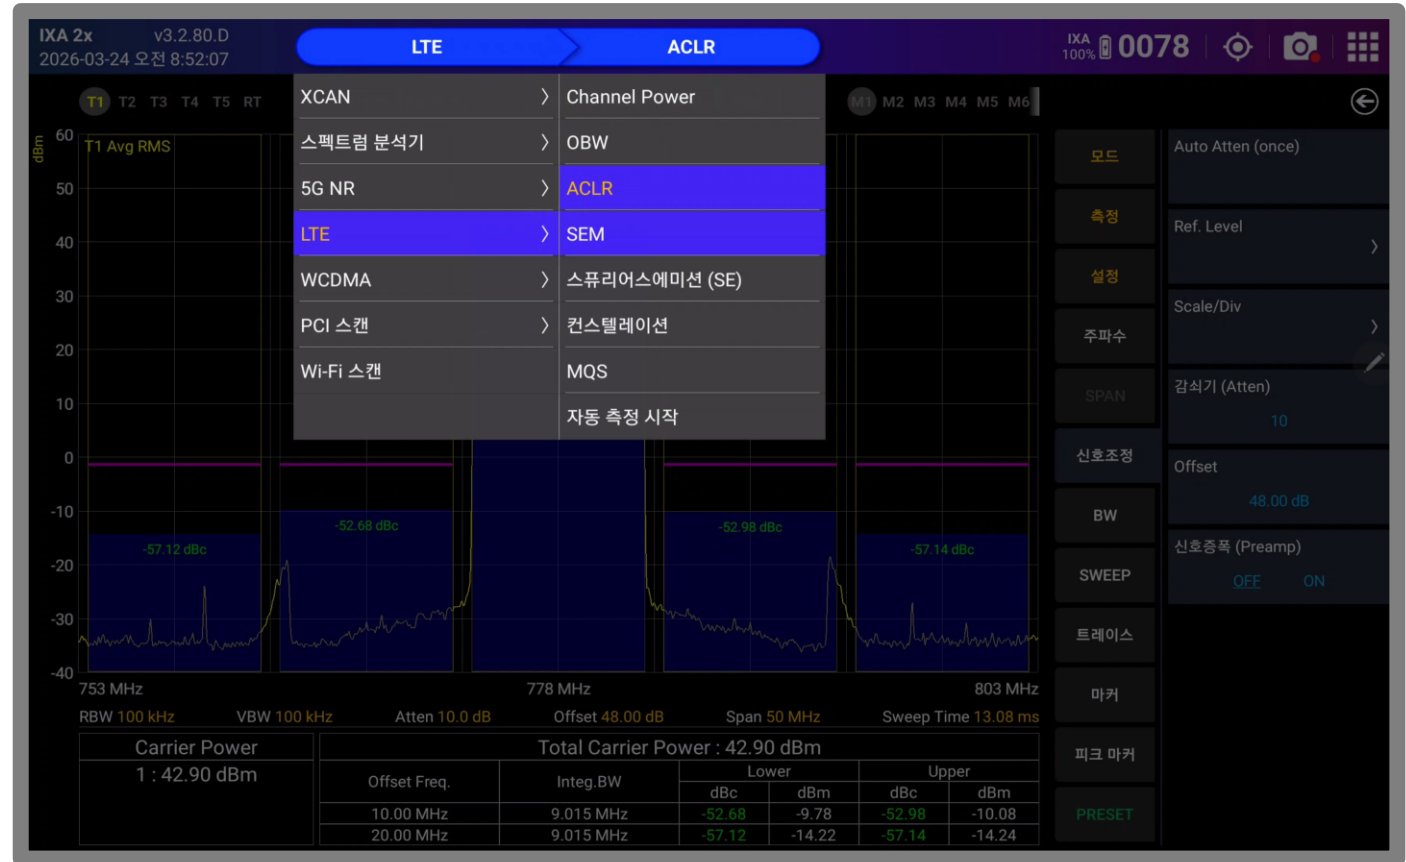 IXA 2x v3.2.80.D
2026-03-24 오전 8:52:07
LTE ACLR
IXA
100% 0078
T1 T2 T3 T4 T5 RT
M1 M2 M3 M4 M5 M6
XCAN
스펙트럼 분석기
5G NR
LTE
WCDMA
PCI 스캔
Wi-Fi 스캔
Channel Power
OBW
ACLR
SEM
스퓨리어스에미션 (SE)
컨스텔레이션
MQS
자동 측정 시작
dBm
T1 Avg RMS
60
50
40
30
20
10
0
-10
-20
-30
-40
-57.12 dBc
-52.68 dBc
-52.98 dBc
-57.14 dBc
753 MHz 778 MHz 803 MHz
RBW 100 kHz VBW 100 kHz Atten 10.0 dB Offset 48.00 dB Span 50 MHz Sweep Time 13.08 ms
Carrier Power
1 : 42.90 dBm
Total Carrier Power : 42.90 dBm
Offset Freq. Integ.BW Lower Upper
dBc dBm dBc dBm
10.00 MHz 9.015 MHz -52.68 -9.78 -52.98 -10.08
20.00 MHz 9.015 MHz -57.12 -14.22 -57.14 -14.24
모드
측정
설정
주파수
SPAN
신호조정
BW
SWEEP
트레이스
마커
피크 마커
PRESET
Auto Atten (once)
Ref. Level
Scale/Div
감쇠기 (Atten)
10
Offset
48.00 dB
신호증폭 (Preamp)
OFF ON